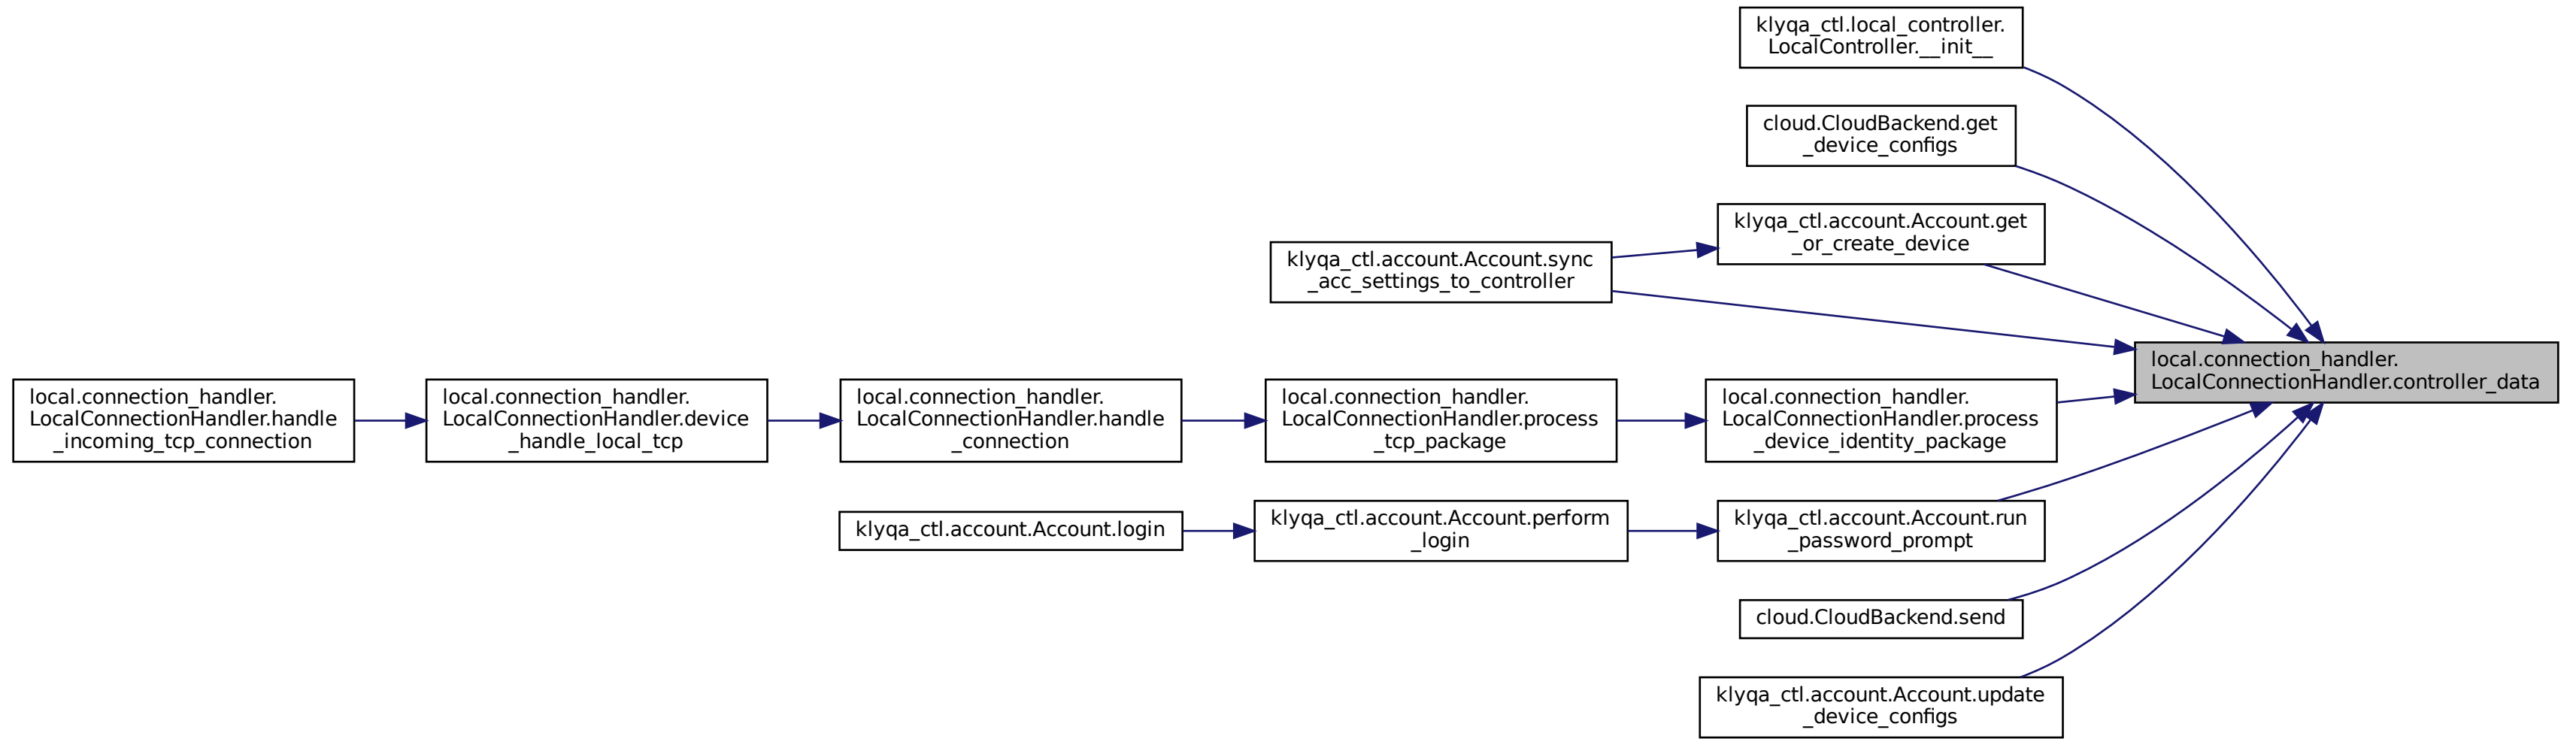 klyqa_ctl.local_controller.
LocalController.__init__
cloud.CloudBackend.get
_device_configs
klyqa_ctl.account.Account.get
_or_create_device
klyqa_ctl.account.Account.sync
_acc_settings_to_controller
local.connection_handler.
LocalConnectionHandler.controller_data
local.connection_handler.
LocalConnectionHandler.handle
_incoming_tcp_connection
local.connection_handler.
LocalConnectionHandler.device
_handle_local_tcp
local.connection_handler.
LocalConnectionHandler.handle
_connection
local.connection_handler.
LocalConnectionHandler.process
_tcp_package
local.connection_handler.
LocalConnectionHandler.process
_device_identity_package
klyqa_ctl.account.Account.login
klyqa_ctl.account.Account.perform
_login
klyqa_ctl.account.Account.run
_password_prompt
cloud.CloudBackend.send
klyqa_ctl.account.Account.update
_device_configs